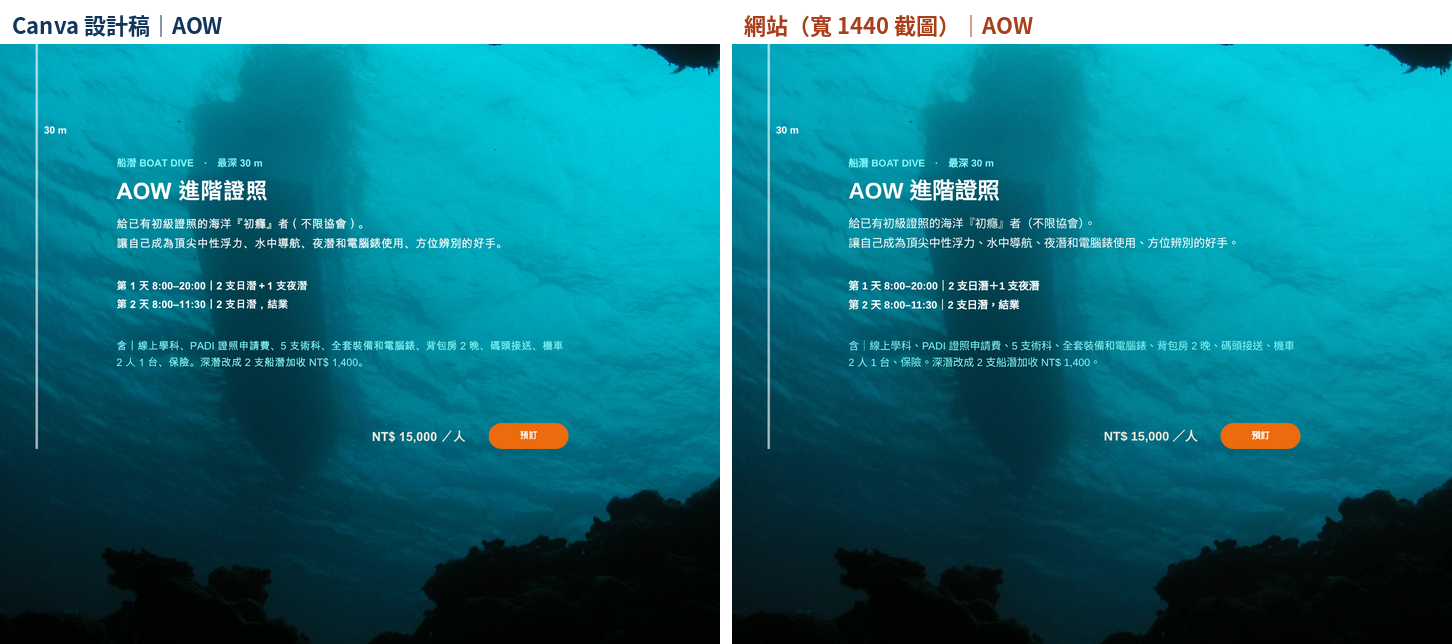 Canva 設計稿｜AOW
30 m
船潛 BOAT DIVE · 最深 30 m
AOW 進階證照
給已有初級證照的海洋『初癮』者（不限協會）。
讓自己成為頂尖中性浮力、水中導航、夜潛和電腦錶使用、方位辨別的好手。
第 1 天 8:00–20:00｜2 支日潛＋1 支夜潛
第 2 天 8:00–11:30｜2 支日潛，結業
含｜線上學科、PADI 證照申請費、5 支術科、全套裝備和電腦錶、背包房 2 晚、碼頭接送、機車
2 人 1 台、保險。深潛改成 2 支船潛加收 NT$ 1,400。
NT$ 15,000 ／人
預訂
網站（寬 1440 截圖）｜AOW
30 m
船潛 BOAT DIVE · 最深 30 m
AOW 進階證照
給已有初級證照的海洋『初癮』者（不限協會）。
讓自己成為頂尖中性浮力、水中導航、夜潛和電腦錶使用、方位辨別的好手。
第 1 天 8:00–20:00｜2 支日潛＋1 支夜潛
第 2 天 8:00–11:30｜2 支日潛，結業
含｜線上學科、PADI 證照申請費、5 支術科、全套裝備和電腦錶、背包房 2 晚、碼頭接送、機車
2 人 1 台、保險。深潛改成 2 支船潛加收 NT$ 1,400。
NT$ 15,000 ／人
預訂